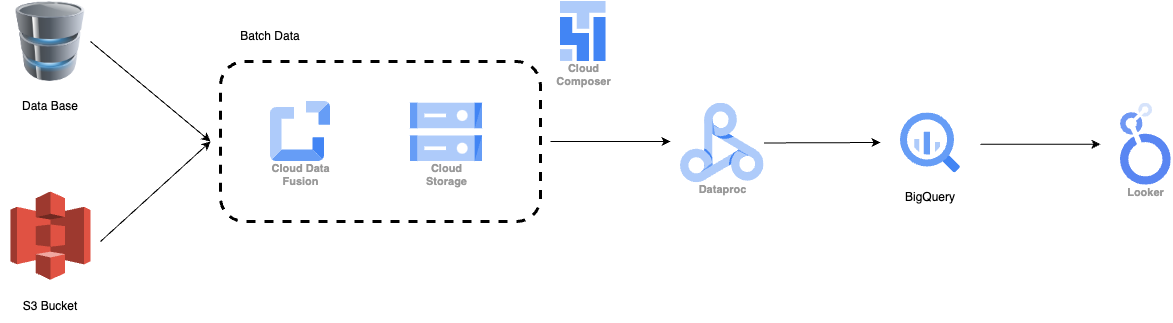 Data Base
Batch Data
Cloud
Composer
Cloud Data
Fusion
Cloud
Storage
Dataproc
BigQuery
Looker
S3 Bucket